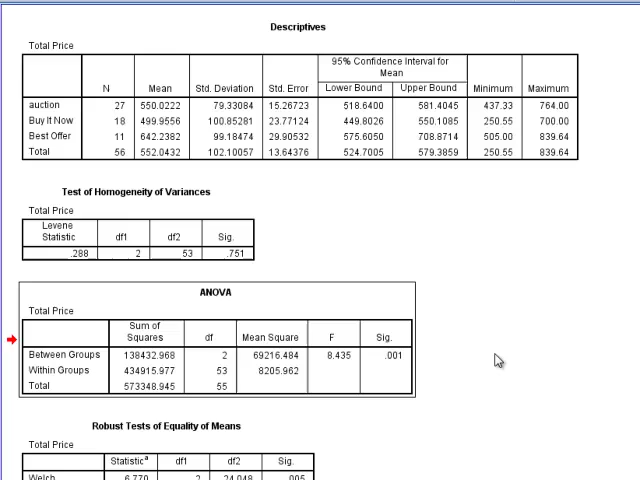 Descriptives
Total Price
95% Confidence Interval for Mean
N Mean Std. Deviation Std. Error Lower Bound Upper Bound Minimum Maximum
auction 27 550.0222 79.33084 15.26723 518.6400 581.4045 437.33 764.00
Buy It Now 18 499.9556 100.85281 23.77124 449.8026 550.1085 250.55 700.00
Best Offer 11 642.2382 99.18474 29.90532 575.6050 708.8714 505.00 839.64
Total 56 552.0432 102.10057 13.64376 524.7005 579.3859 250.55 839.64
Test of Homogeneity of Variances
Total Price
Levene Statistic df1 df2 Sig.
.288 2 53 .751
ANOVA
Total Price
Sum of Squares df Mean Square F Sig.
Between Groups 138432.968 2 69216.484 8.435 .001
Within Groups 434915.977 53 8205.962
Total 573348.945 55
Robust Tests of Equality of Means
Total Price
Statistic^a df1 df2 Sig.
Welch 6.770 2 24.048 .005